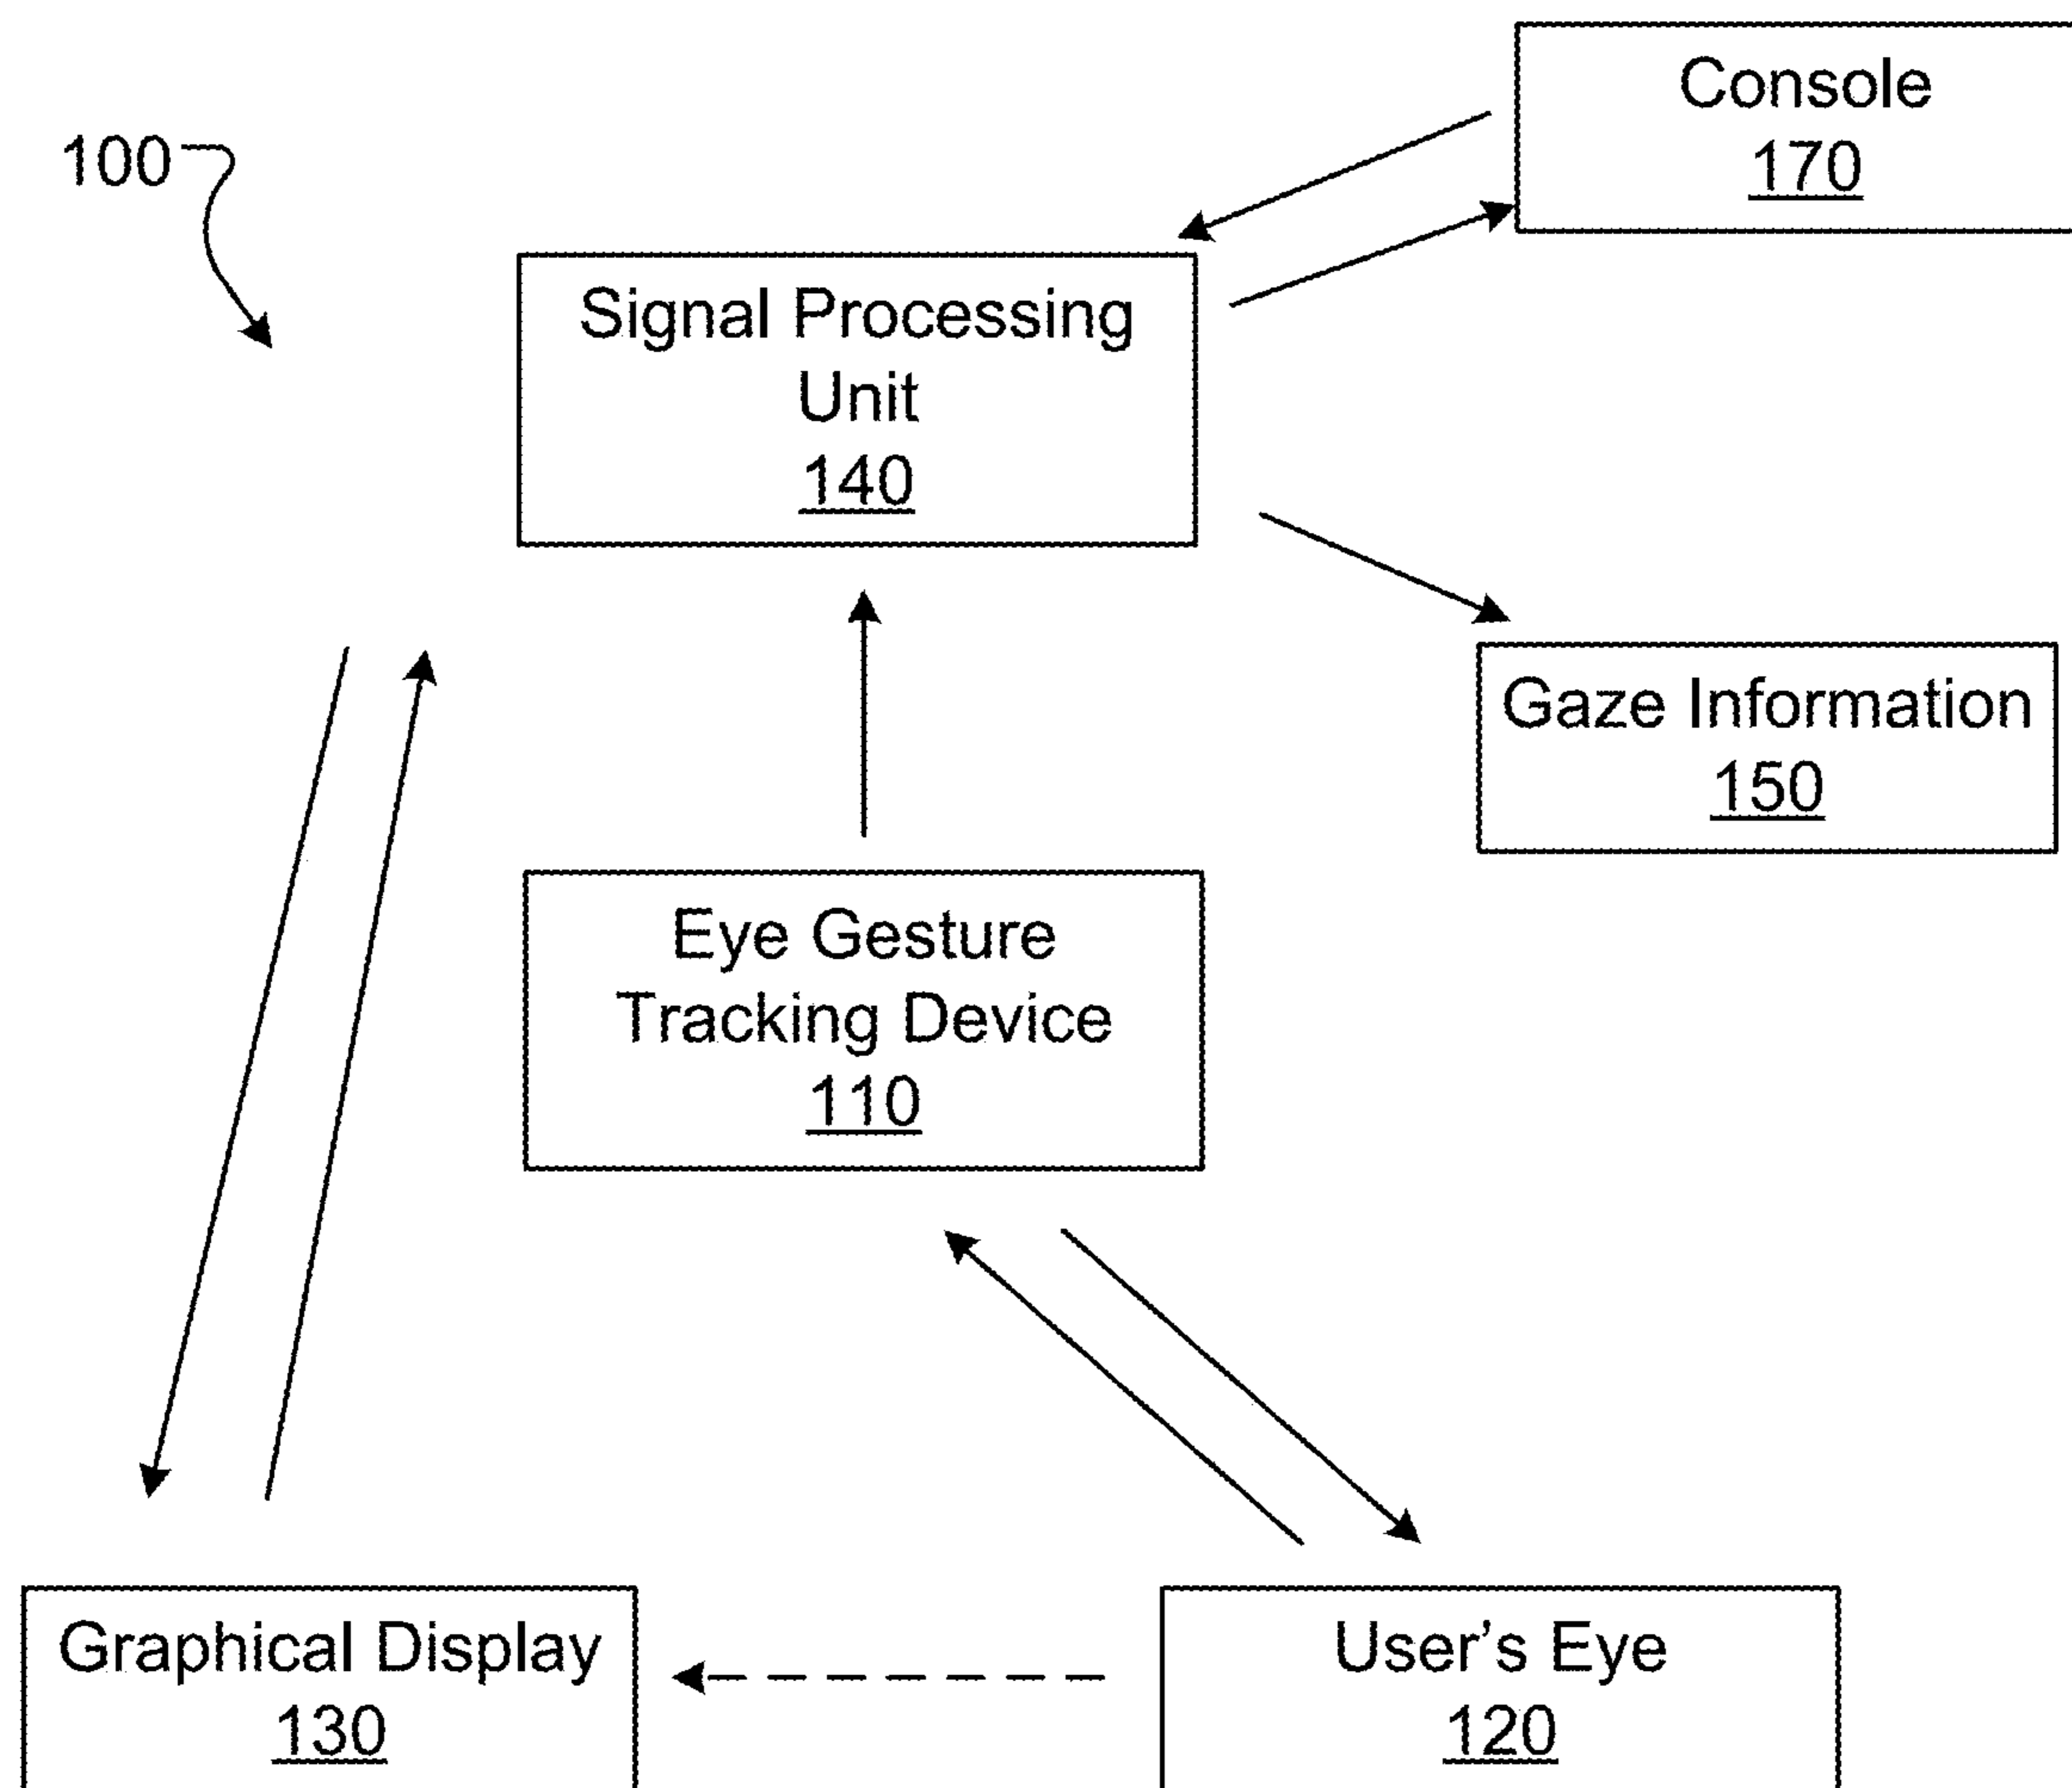 Console
170
100
Signal Processing
Unit
140
Gaze Information
150
Eye Gesture
Tracking Device
110
Graphical Display
130
User's Eye
120